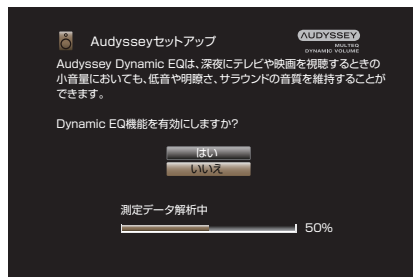 Audysseyセットアップ
AUDYSSEY
MULTEQ
DYNAMIC VOLUME
Audyssey Dynamic EQは、深夜にテレビや映画を視聴するときの
小音量においても、低音や明瞭さ、サラウンドの音質を維持することが
できます。
Dynamic EQ機能を有効にしますか?
はい
いいえ
測定データ解析中
50%